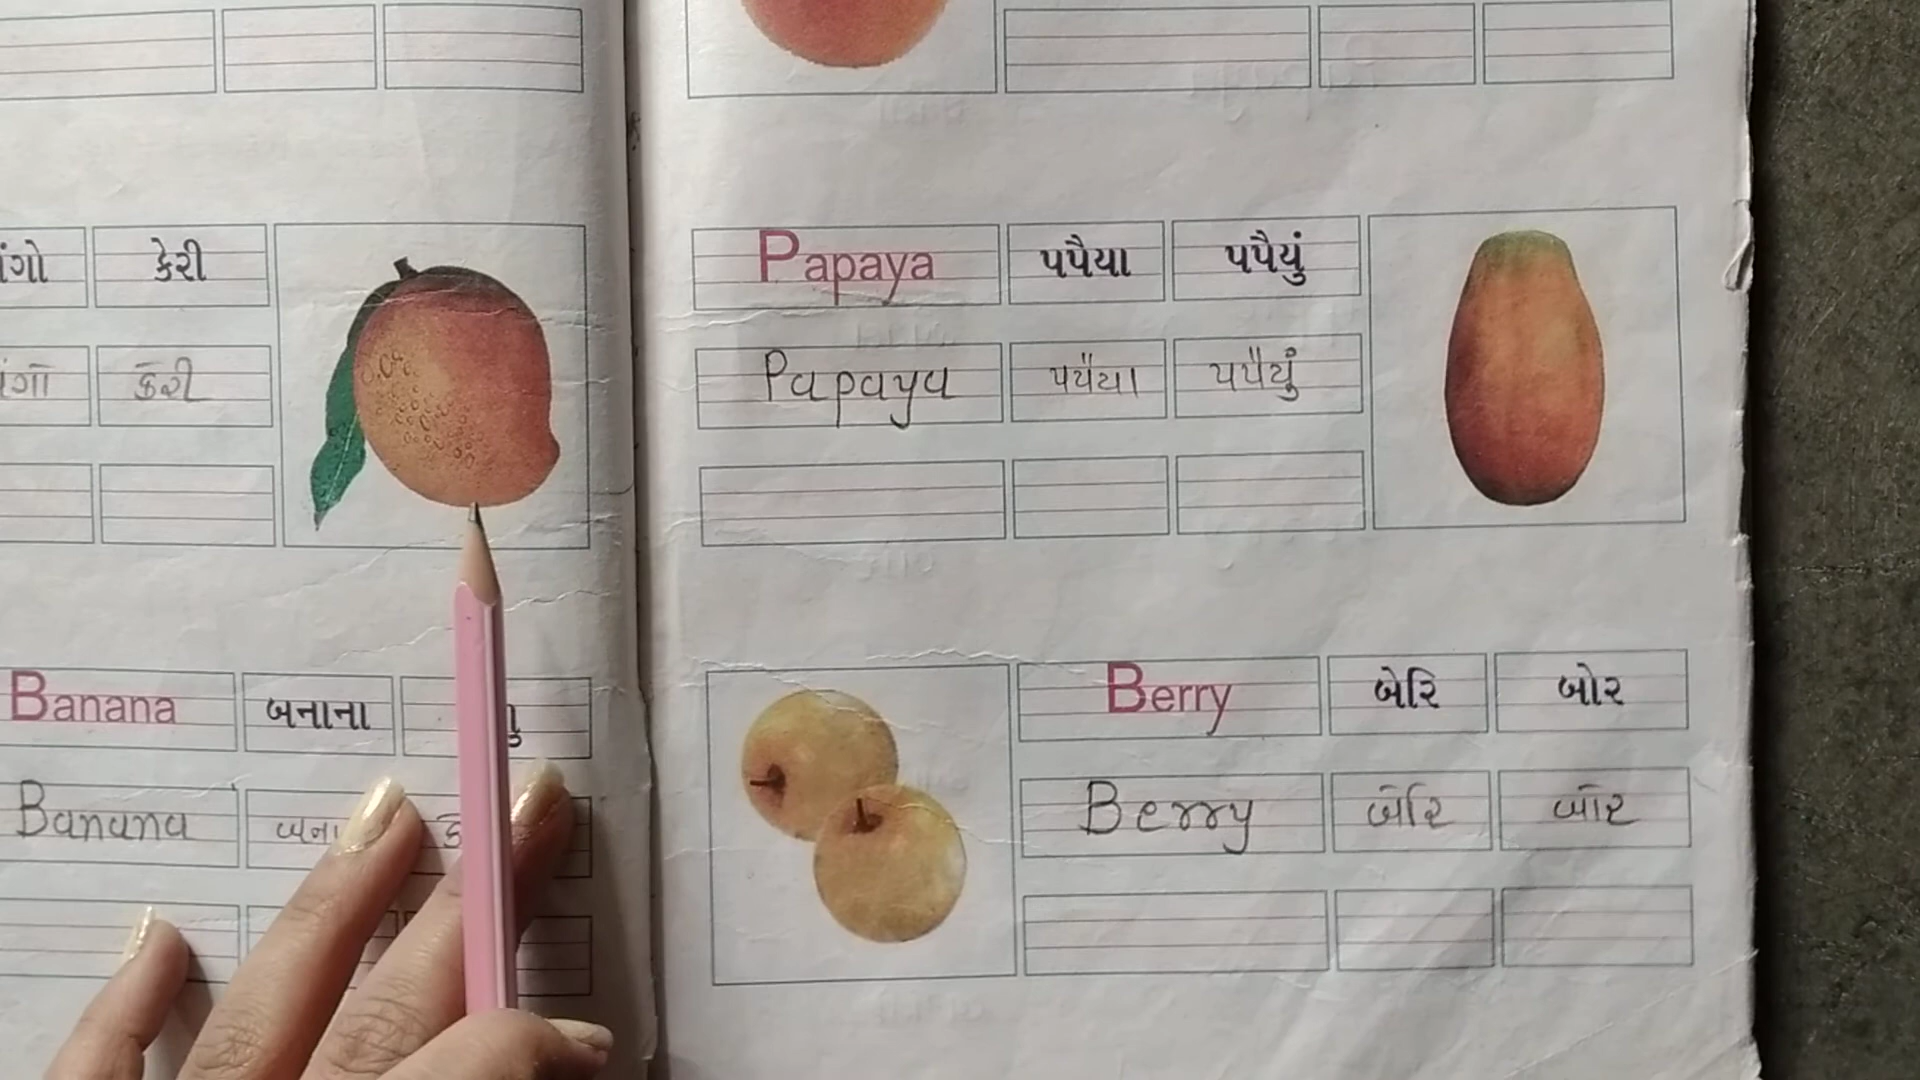 કેરી
કેરી
Banana બનાના
Banana
Papaya પપૈયા પપૈયું
Papaya પપૈયા પપૈયું
Berry બેરિ બોર
Berry બેરિ બોર